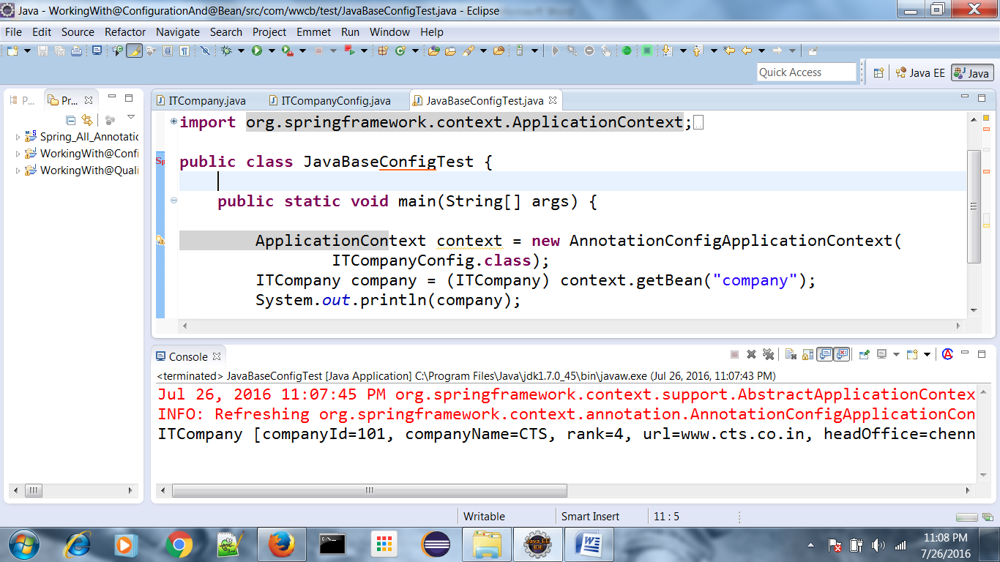 Java - WorkingWith@ConfigurationAnd@Bean/src/com/wwcb/test/JavaBaseConfigTest.java - Eclipse
File Edit Source Refactor Navigate Search Project Emmet Run Window Help
Quick Access
Java EE
Java
P...
Pr...
Spring_All_Annotatio
WorkingWith@Confi
WorkingWith@Quali
ITCompany.java
ITCompanyConfig.java
JavaBaseConfigTest.java
import org.springframework.context.ApplicationContext;
public class JavaBaseConfigTest {
public static void main(String[] args) {
ApplicationContext context = new AnnotationConfigApplicationContext(
ITCompanyConfig.class);
ITCompany company = (ITCompany) context.getBean("company");
System.out.println(company);
Console
<terminated> JavaBaseConfigTest [Java Application] C:\Program Files\Java\jdk1.7.0_45\bin\javaw.exe (Jul 26, 2016, 11:07:43 PM)
Jul 26, 2016 11:07:45 PM org.springframework.context.support.AbstractApplicationContex
INFO: Refreshing org.springframework.context.annotation.AnnotationConfigApplicationCon
ITCompany [companyId=101, companyName=CTS, rank=4, url=www.cts.co.in, headOffice=chenn
Writable
Smart Insert
11 : 5
Java EE
IDE
11:08 PM
7/26/2016